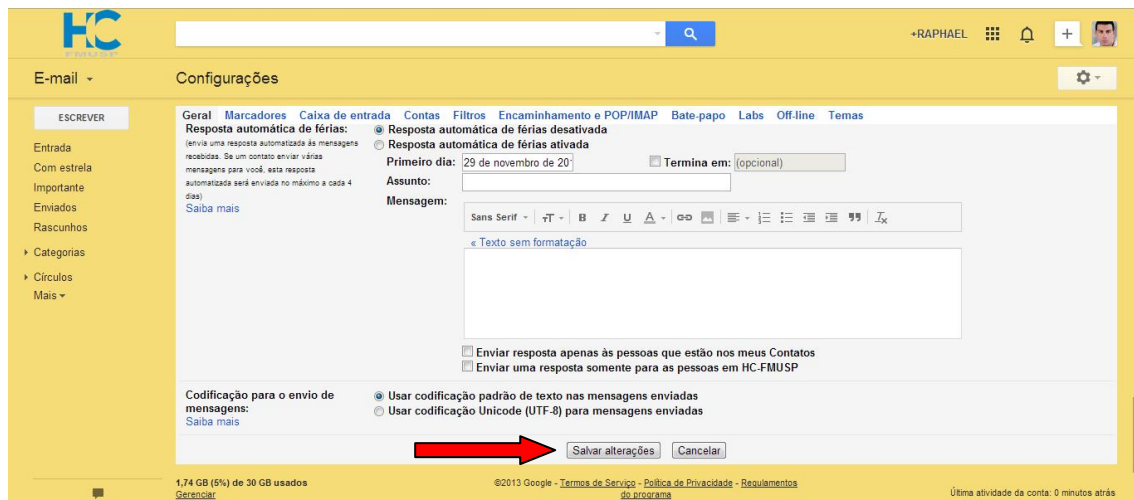 HC
FMUSP
+RAPHAEL
E-mail
Configurações
ESCREVER
Entrada
Com estrela
Importante
Enviados
Rascunhos
Categorias
Círculos
Mais
Geral Marcadores Caixa de entrada Contas Filtros Encaminhamento e POP/IMAP Bate-papo Labs Off-line Temas
Resposta automática de férias:
(envia uma resposta automatizada às mensagens
recebidas. Se um contato enviar várias
mensagens para você, esta resposta
automatizada será enviada no máximo a cada 4
dias)
Saiba mais
Resposta automática de férias desativada
Resposta automática de férias ativada
Primeiro dia: 29 de novembro de 20 Termina em: (opcional)
Assunto:
Mensagem:
Sans Serif T B I U A
« Texto sem formatação
Enviar resposta apenas às pessoas que estão nos meus Contatos
Enviar uma resposta somente para as pessoas em HC-FMUSP
Codificação para o envio de
mensagens:
Saiba mais
Usar codificação padrão de texto nas mensagens enviadas
Usar codificação Unicode (UTF-8) para mensagens enviadas
Salvar alterações Cancelar
1,74 GB (5%) de 30 GB usados
Gerenciar
©2013 Google - Termos de Serviço - Política de Privacidade - Regulamentos
do programa
Última atividade da conta: 0 minutos atrás